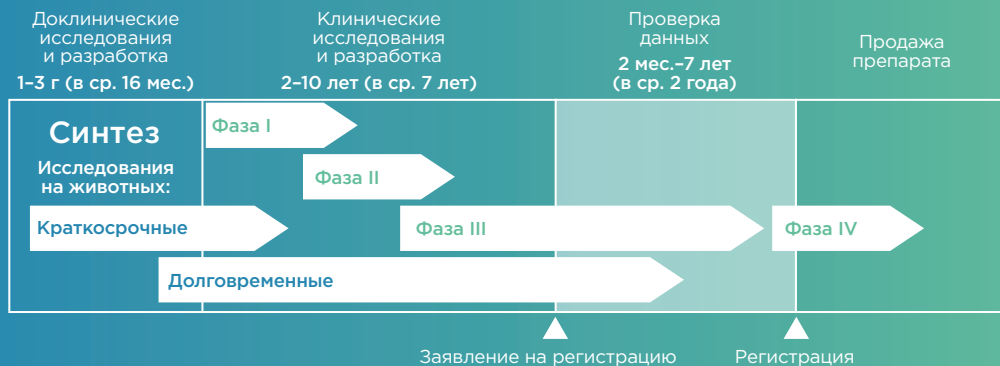 Доклинические
исследования
и разработка
1–3 г (в ср. 16 мес.)
Клинические
исследования
и разработка
2–10 лет (в ср. 7 лет)
Проверка
данных
2 мес.–7 лет
(в ср. 2 года)
Продажа
препарата
Синтез
Исследования
на животных:
Фаза I
Фаза II
Краткосрочные
Фаза III
Фаза IV
Долговременные
Заявление на регистрацию
Регистрация